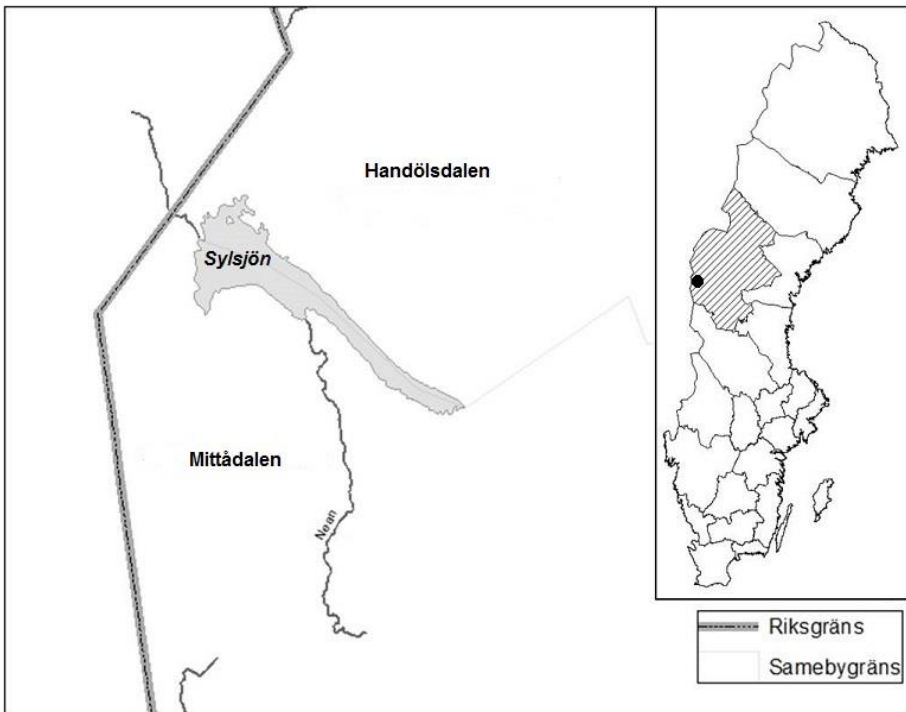 Handölsdalen
Sylsjön
Mittådalen
Nean
Riksgräns
Samebygräns